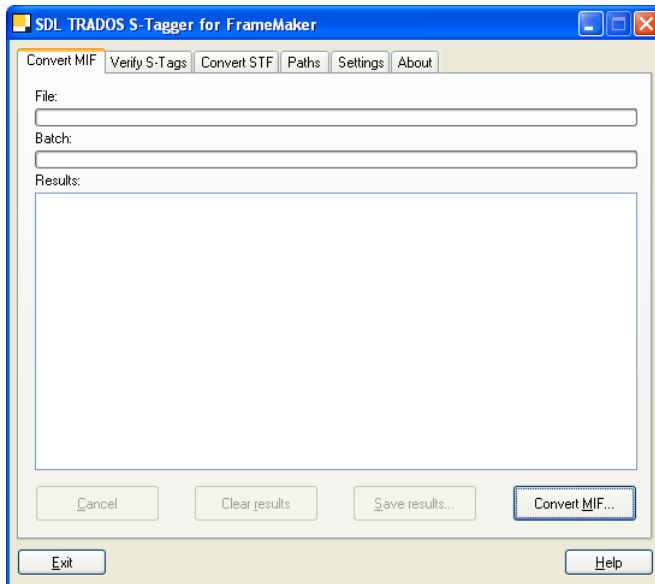 SDL TRADOS S-Tagger for FrameMaker
Convert MIF Verify S-Tags Convert STF Paths Settings About
File:
Batch:
Results:
Cancel Clear results Save results... Convert MIF...
Exit Help